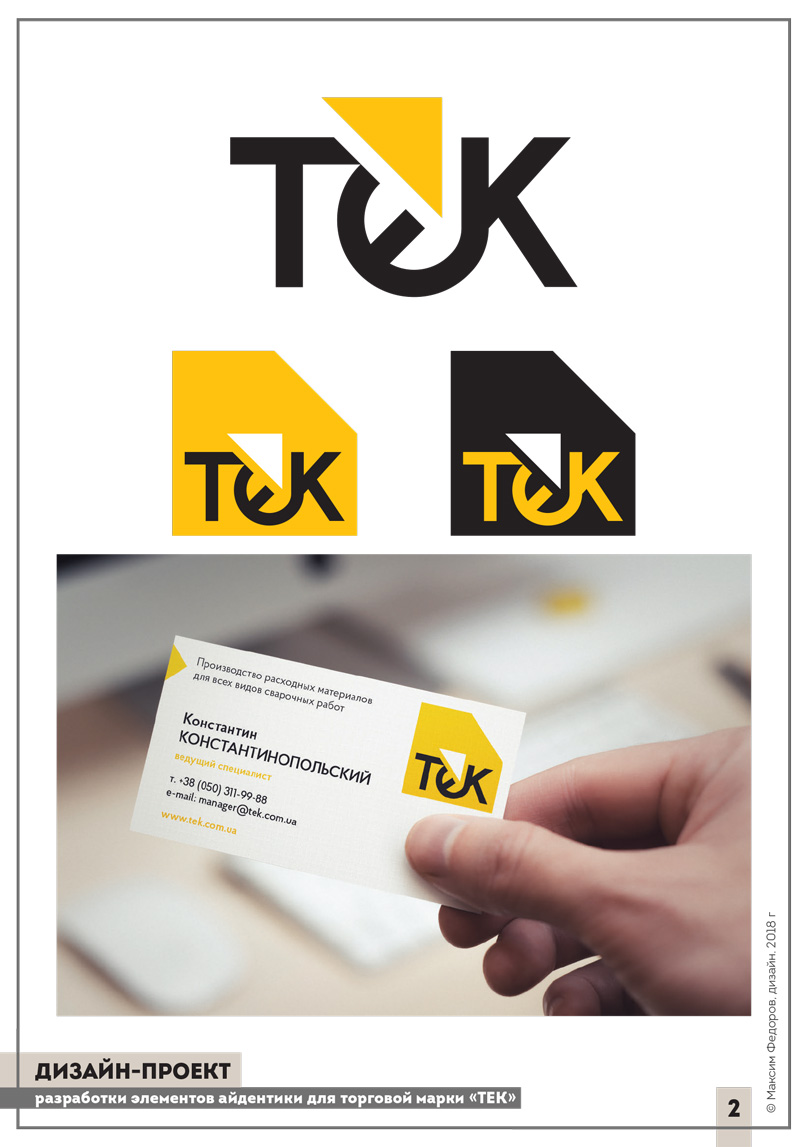 ТЕК
ТЕК
ТЕК
Производство расходных материалов
для всех видов сварочных работ
Константин
КОНСТАНТИНОПОЛЬСКИЙ
ведущий специалист
т. +38 (050) 311-99-88
e-mail: manager@tek.com.ua
www.tek.com.ua
ТЕК
ДИЗАЙН-ПРОЕКТ
разработки элементов айдентики для торговой марки «ТЕК»
2
© Максим Федоров, дизайн. 2018 г